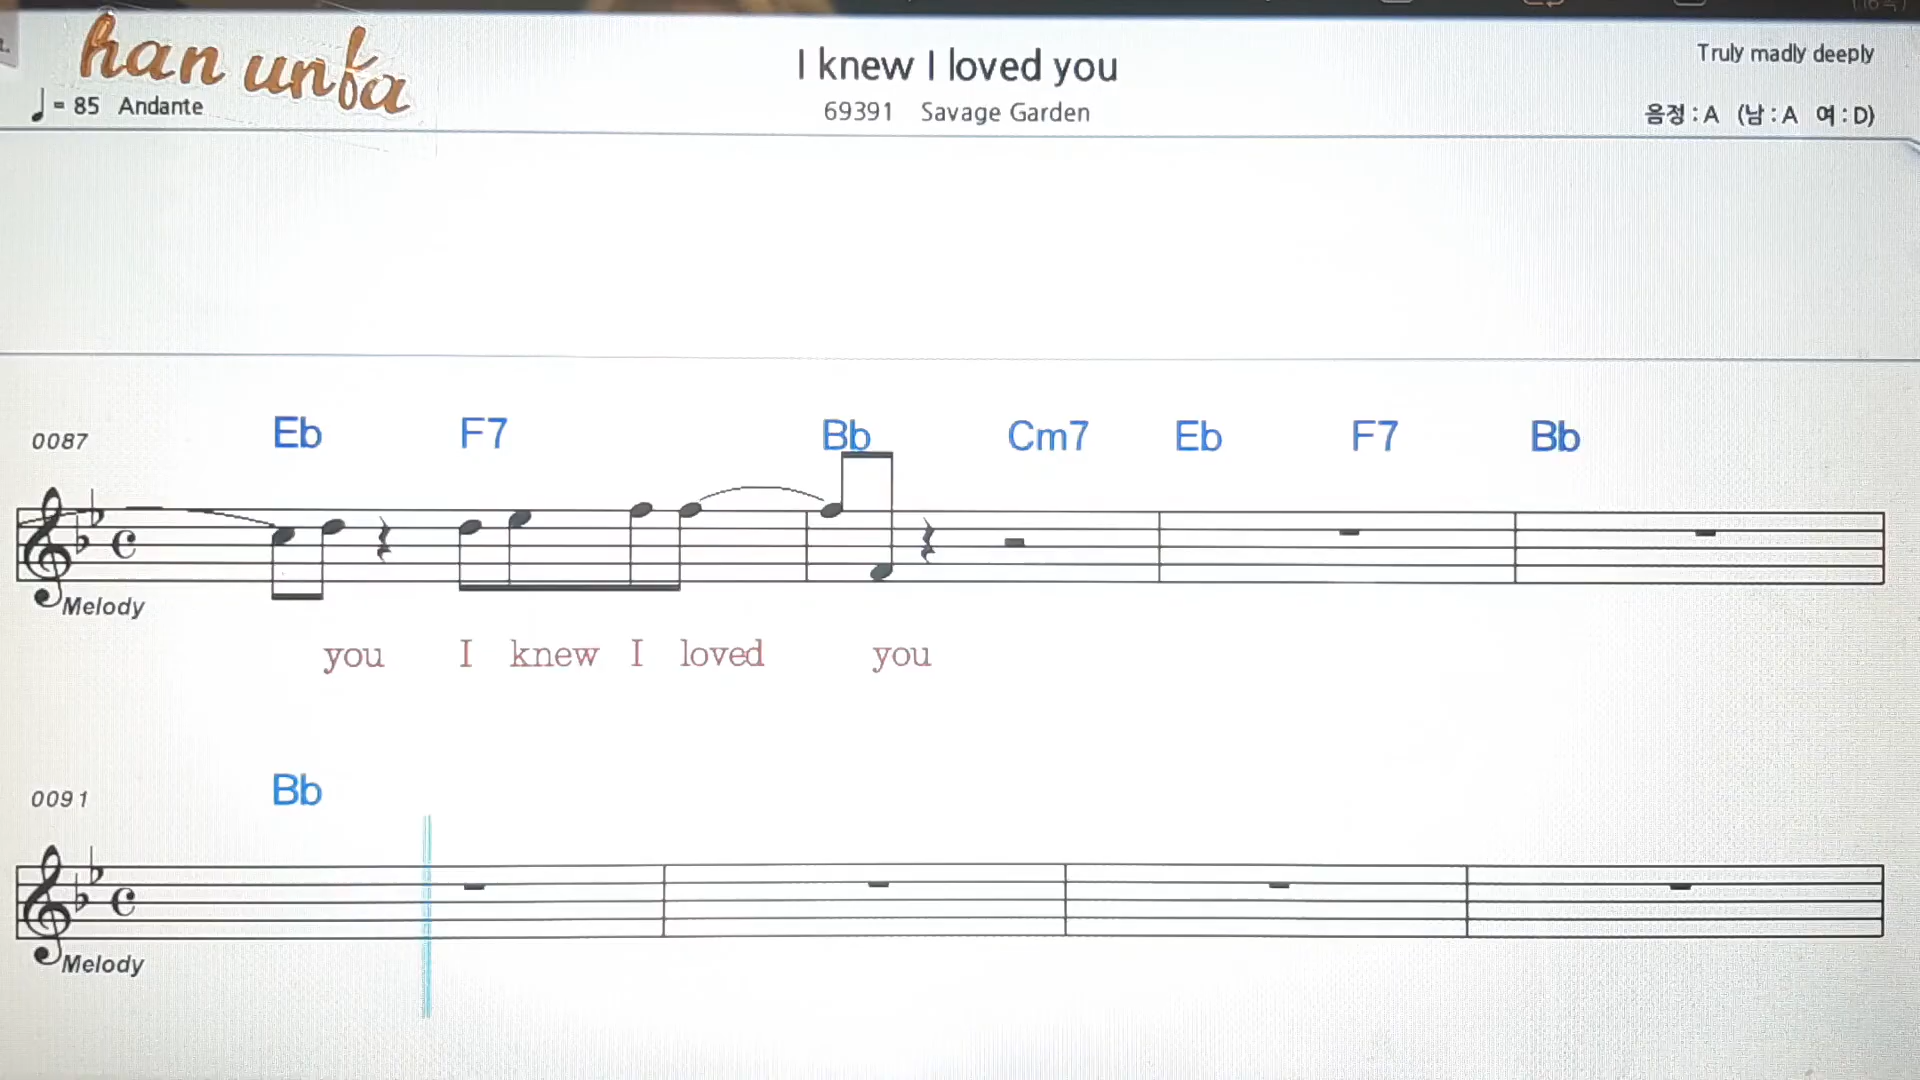 han unfa
I knew I loved you
Truly madly deeply
= 85 Andante
69391 Savage Garden
음정 : A (남 : A 여 : D)
0087
Eb F7 Bb Cm7 Eb F7 Bb
Melody
you I knew I loved you
0091
Bb
Melody